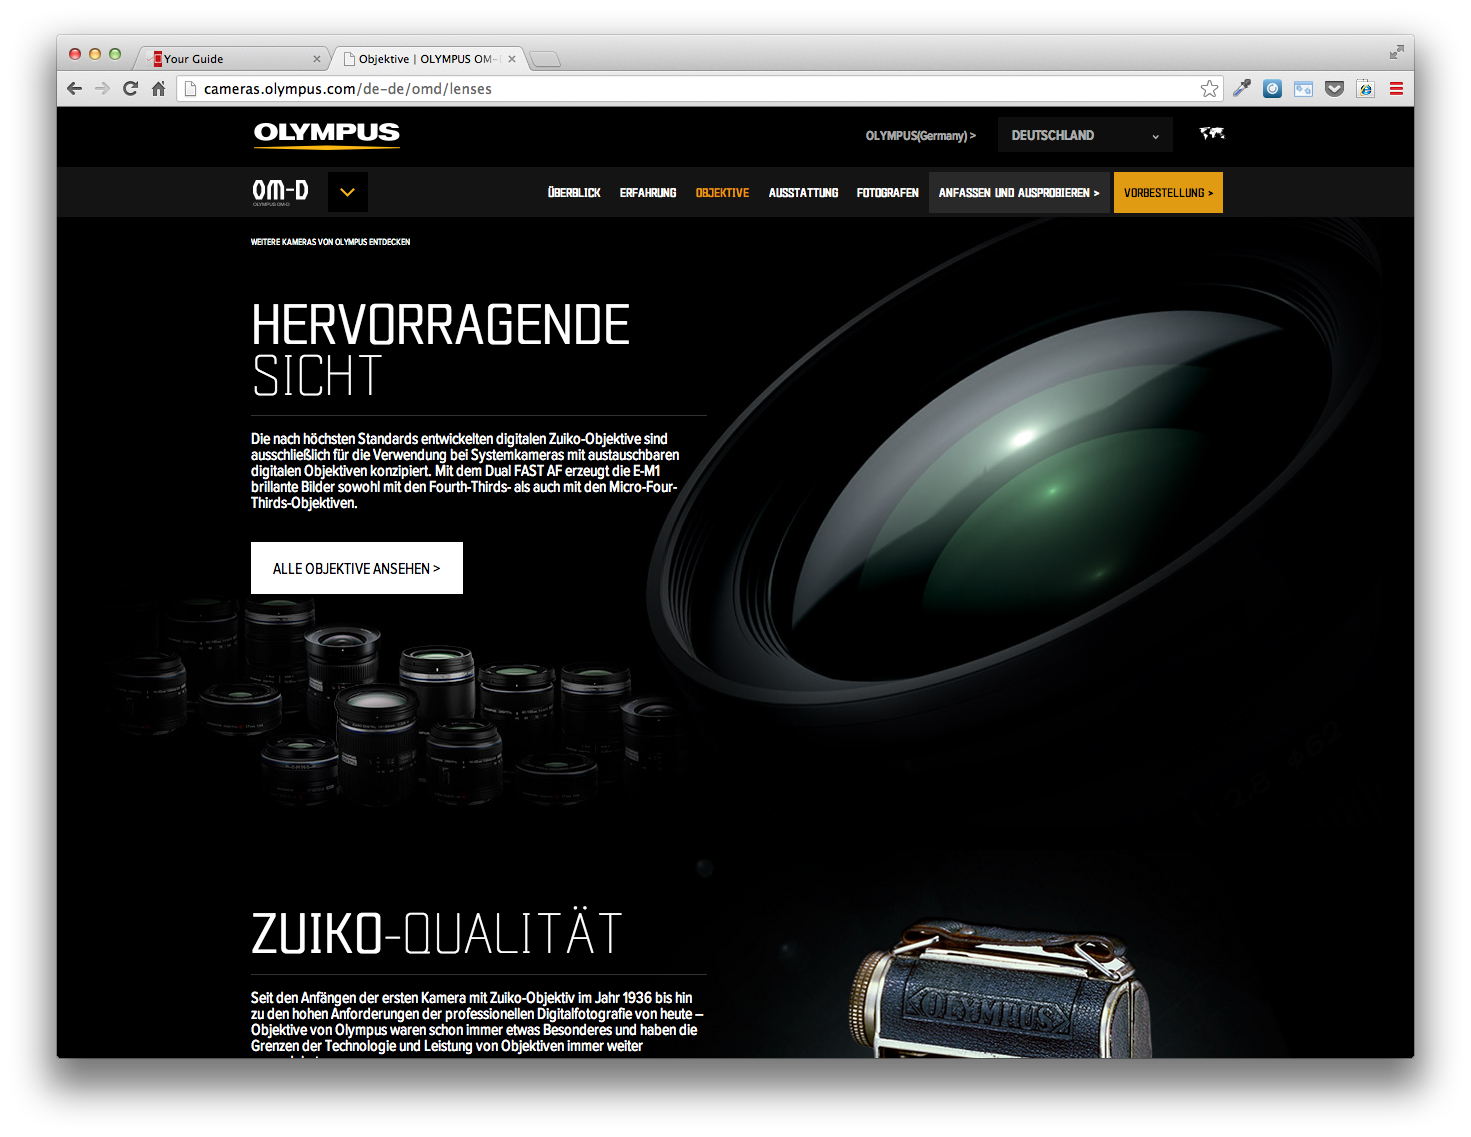 Your Guide
Objektive | OLYMPUS OM-
cameras.olympus.com/de-de/omd/lenses
OLYMPUS
OLYMPUS(Germany) >
DEUTSCHLAND
OM-D
OLYMPUS OM-D
ÜBERBLICK
ERFAHRUNG
OBJEKTIVE
AUSSTATTUNG
FOTOGRAFEN
ANFASSEN UND AUSPROBIEREN >
VORBESTELLUNG >
WEITERE KAMERAS VON OLYMPUS ENTDECKEN
HERVORRAGENDE
SICHT
Die nach höchsten Standards entwickelten digitalen Zuiko-Objektive sind
ausschließlich für die Verwendung bei Systemkameras mit austauschbaren
digitalen Objektiven konzipiert. Mit dem Dual FAST AF erzeugt die E-M1
brillante Bilder sowohl mit den Fourth-Thirds- als auch mit den Micro-Four-
Thirds-Objektiven.
ALLE OBJEKTIVE ANSEHEN >
2.8 ϕ62
ZUIKO-QUALITÄT
Seit den Anfängen der ersten Kamera mit Zuiko-Objektiv im Jahr 1936 bis hin
zu den hohen Anforderungen der professionellen Digitalfotografie von heute –
Objektive von Olympus waren schon immer etwas Besonderes und haben die
Grenzen der Technologie und Leistung von Objektiven immer weiter
OLYMPUS